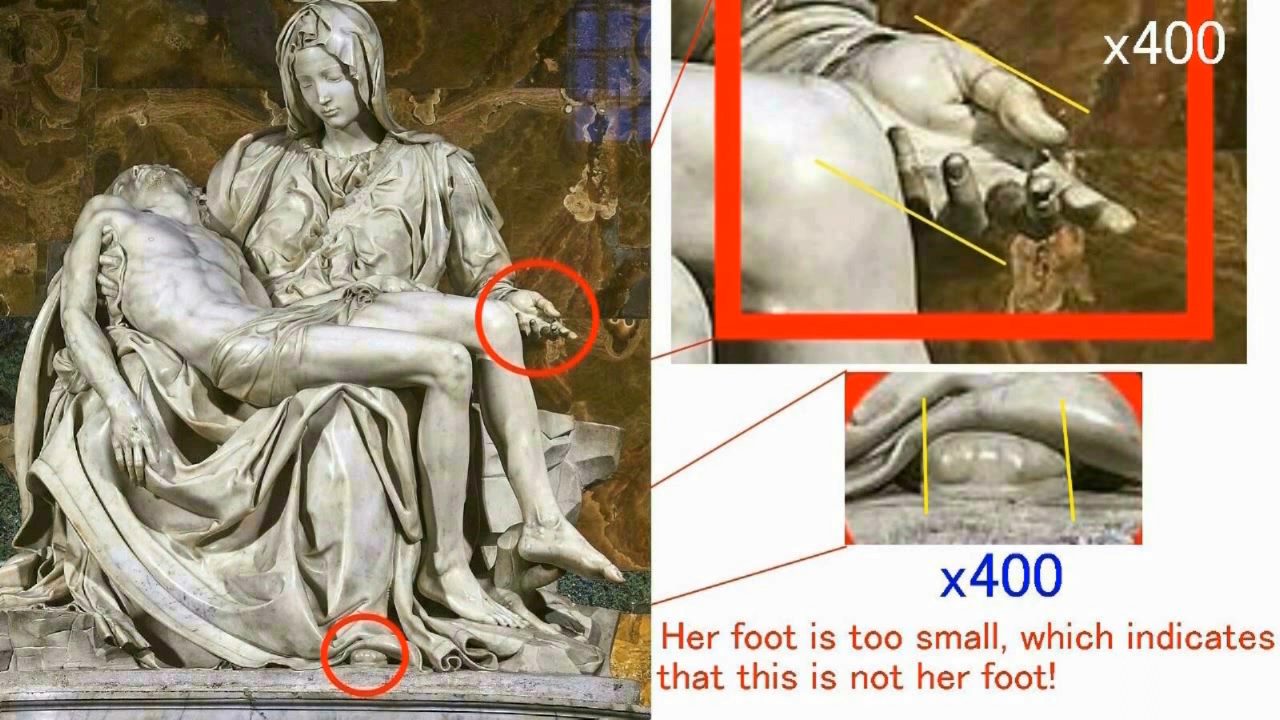 x400
x400
Her foot is too small, which indicates
that this is not her foot!